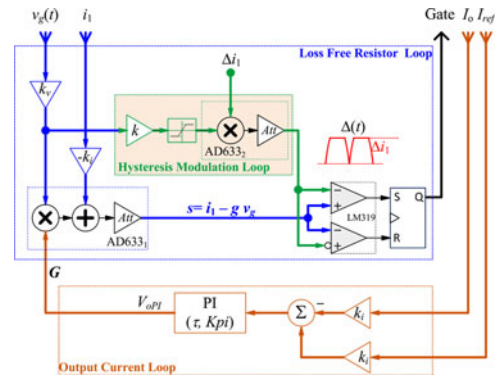 v_g(t) i_1 Gate I_o I_ref
Loss Free Resistor Loop
k_v
Δi_1
k
Att
AD633_2
Hysteresis Modulation Loop
-k_i
Δ(t)
Δi_1
Att
AD633_1
s= i_1 – g v_g
LM319
S Q
R
G
V_oPI
PI
(τ, Kpi)
Σ
k_i
k_i
Output Current Loop